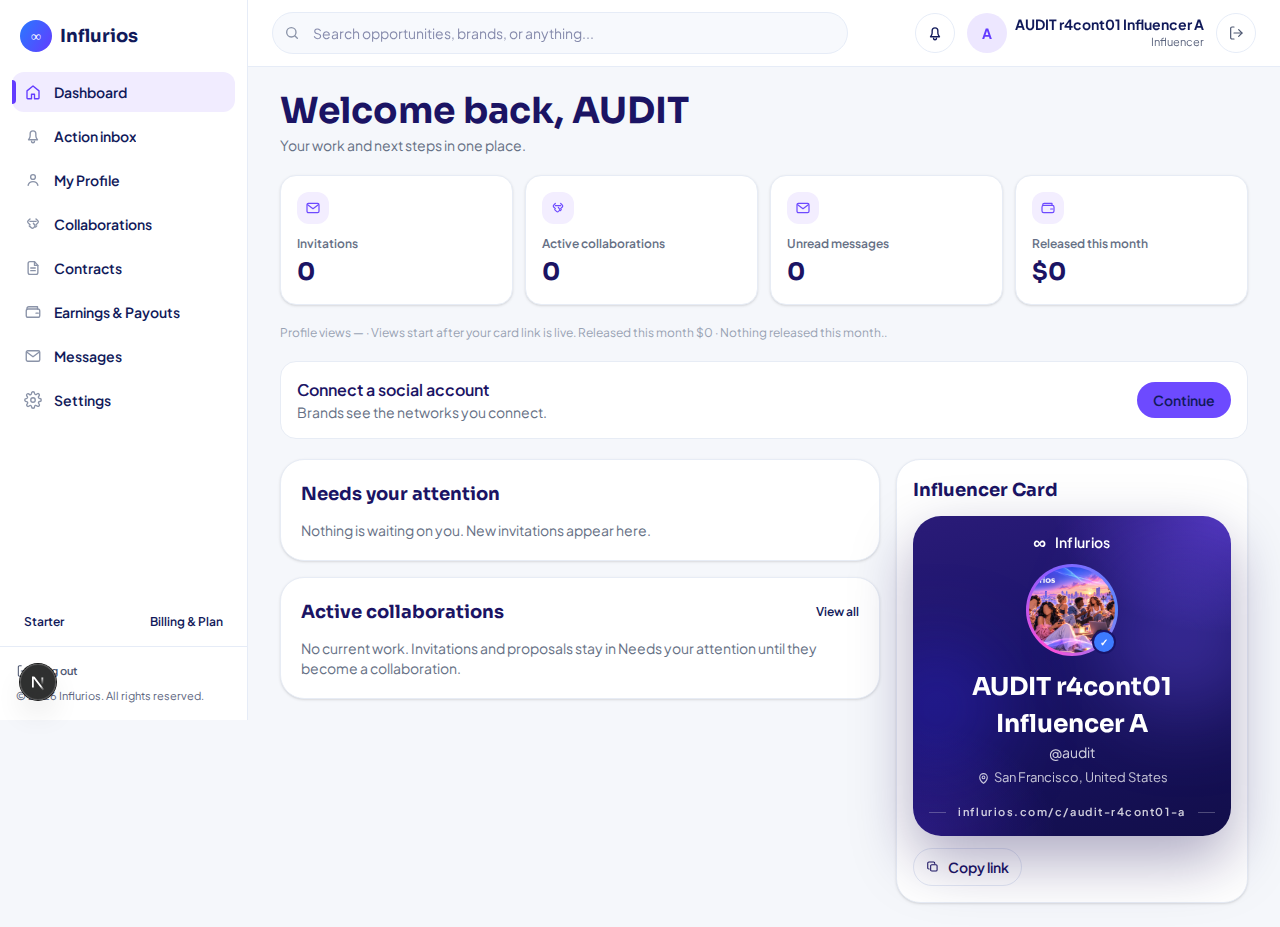 Influrios
Search opportunities, brands, or anything...
A
AUDIT r4cont01 Influencer A
Influencer
Dashboard
Action inbox
My Profile
Collaborations
Contracts
Earnings & Payouts
Messages
Settings
Starter
Billing & Plan
out
Influrios. All rights reserved.
Welcome back, AUDIT
Your work and next steps in one place.
Invitations
0
Active collaborations
0
Unread messages
0
Released this month
$0
Profile views — · Views start after your card link is live. Released this month $0 · Nothing released this month..
Connect a social account
Brands see the networks you connect.
Continue
Needs your attention
Nothing is waiting on you. New invitations appear here.
Active collaborations
View all
No current work. Invitations and proposals stay in Needs your attention until they
become a collaboration.
Influencer Card
Influrios
AUDIT r4cont01
Influencer A
@audit
San Francisco, United States
influrios.com/c/audit-r4cont01-a
Copy link